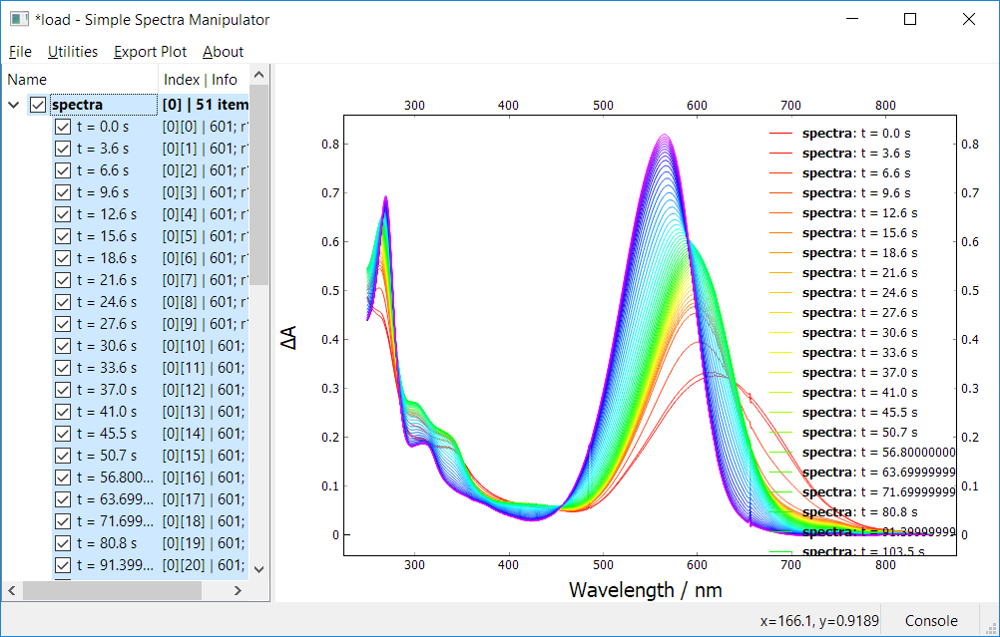 *load - Simple Spectra Manipulator
File Utilities Export Plot About
Name Index | Info
spectra [0] | 51 item
t = 0.0 s [0][0] | 601; r
t = 3.6 s [0][1] | 601; r
t = 6.6 s [0][2] | 601; r
t = 9.6 s [0][3] | 601; r
t = 12.6 s [0][4] | 601; r
t = 15.6 s [0][5] | 601; r
t = 18.6 s [0][6] | 601; r
t = 21.6 s [0][7] | 601; r
t = 24.6 s [0][8] | 601; r
t = 27.6 s [0][9] | 601; r
t = 30.6 s [0][10] | 601;
t = 33.6 s [0][11] | 601;
t = 37.0 s [0][12] | 601;
t = 41.0 s [0][13] | 601;
t = 45.5 s [0][14] | 601;
t = 50.7 s [0][15] | 601;
t = 56.800... [0][16] | 601;
t = 63.699... [0][17] | 601;
t = 71.699... [0][18] | 601;
t = 80.8 s [0][19] | 601;
t = 91.399... [0][20] | 601;
300 400 500 600 700 800
0.8
0.7
0.6
0.5
0.4
0.3
0.2
0.1
0
ΔA
spectra: t = 0.0 s
spectra: t = 3.6 s
spectra: t = 6.6 s
spectra: t = 9.6 s
spectra: t = 12.6 s
spectra: t = 15.6 s
spectra: t = 18.6 s
spectra: t = 21.6 s
spectra: t = 24.6 s
spectra: t = 27.6 s
spectra: t = 30.6 s
spectra: t = 33.6 s
spectra: t = 37.0 s
spectra: t = 41.0 s
spectra: t = 45.5 s
spectra: t = 50.7 s
spectra: t = 56.80000000
spectra: t = 63.69999999
spectra: t = 71.69999999
spectra: t = 80.8 s
spectra: t = 91.39999999
spectra: t = 103.5 s
0.8
0.7
0.6
0.5
0.4
0.3
0.2
0.1
0
300 400 500 600 700 800
Wavelength / nm
x=166.1, y=0.9189 Console